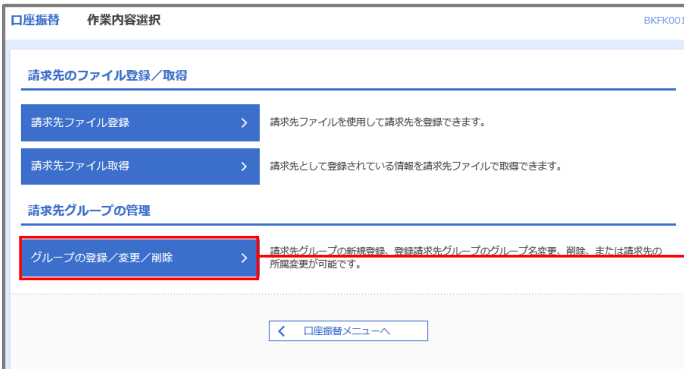 口座振替 作業内容選択 BKFK001
請求先のファイル登録／取得
請求先ファイル登録 請求先ファイルを使用して請求先を登録できます。
請求先ファイル取得 請求先として登録されている情報を請求先ファイルで取得できます。
請求先グループの管理
グループの登録／変更／削除 請求先グループの新規登録、登録請求先グループのグループ名変更、削除、または請求先の
所属変更が可能です。
口座振替メニューへ